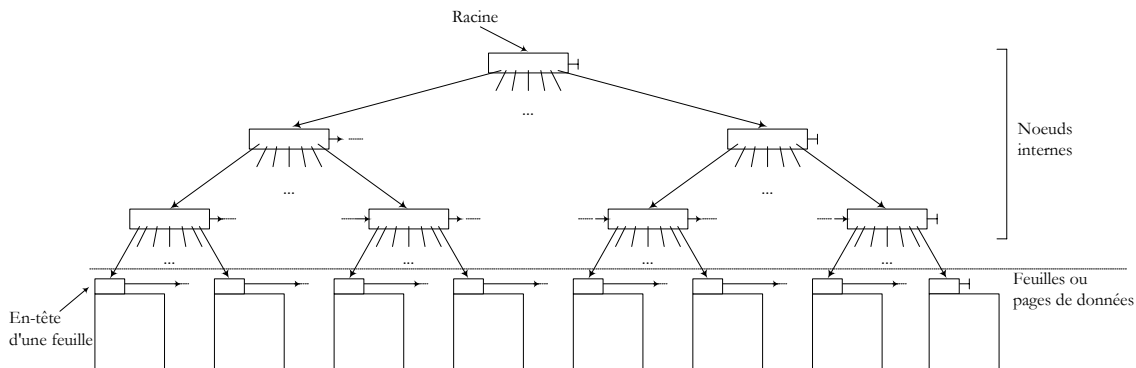 Racine
...
Noeuds
internes
...
...
...
...
...
...
Feuilles ou
pages de données
En-tête
d'une feuille